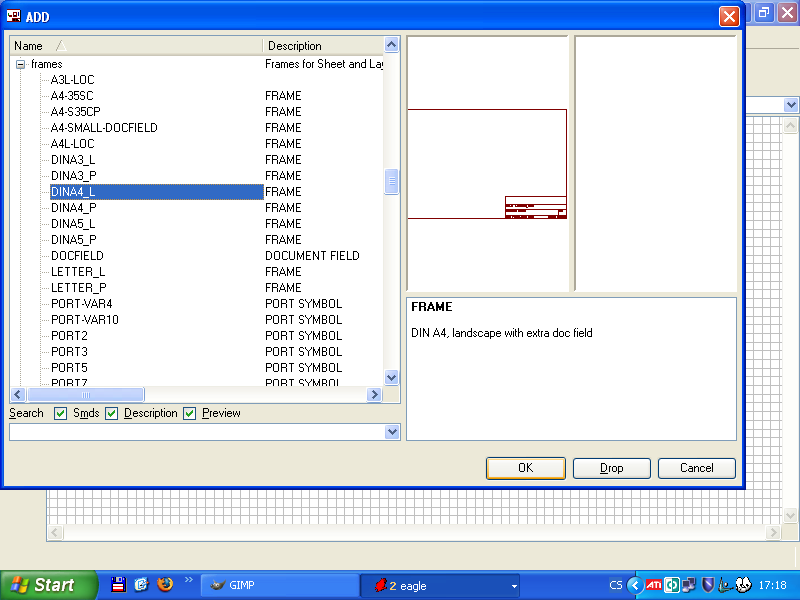 ADD
Name Description
frames Frames for Sheet and Lay
A3L-LOC
A4-35SC FRAME
A4-S35CP FRAME
A4-SMALL-DOCFIELD FRAME
A4L-LOC FRAME
DINA3_L FRAME
DINA3_P FRAME
DINA4_L FRAME
DINA4_P FRAME
DINA5_L FRAME
DINA5_P FRAME
DOCFIELD DOCUMENT FIELD
LETTER_L FRAME
LETTER_P FRAME
PORT-VAR4 PORT SYMBOL
PORT-VAR10 PORT SYMBOL
PORT2 PORT SYMBOL
PORT3 PORT SYMBOL
PORT5 PORT SYMBOL
PORT7 PORT SYMBOL
Search Smds Description Preview
FRAME
DIN A4, landscape with extra doc field
OK Drop Cancel
Start GIMP 2 eagle CS ATI 17:18